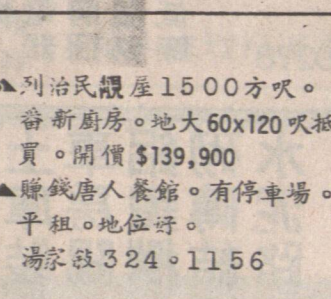 ▲列治民靚屋1500方呎。
番新廚房。地大60x120呎抵
買。開價 $139,900
▲賺錢唐人餐館。有停車場。
平租。地位好。
湯家敍324。1156